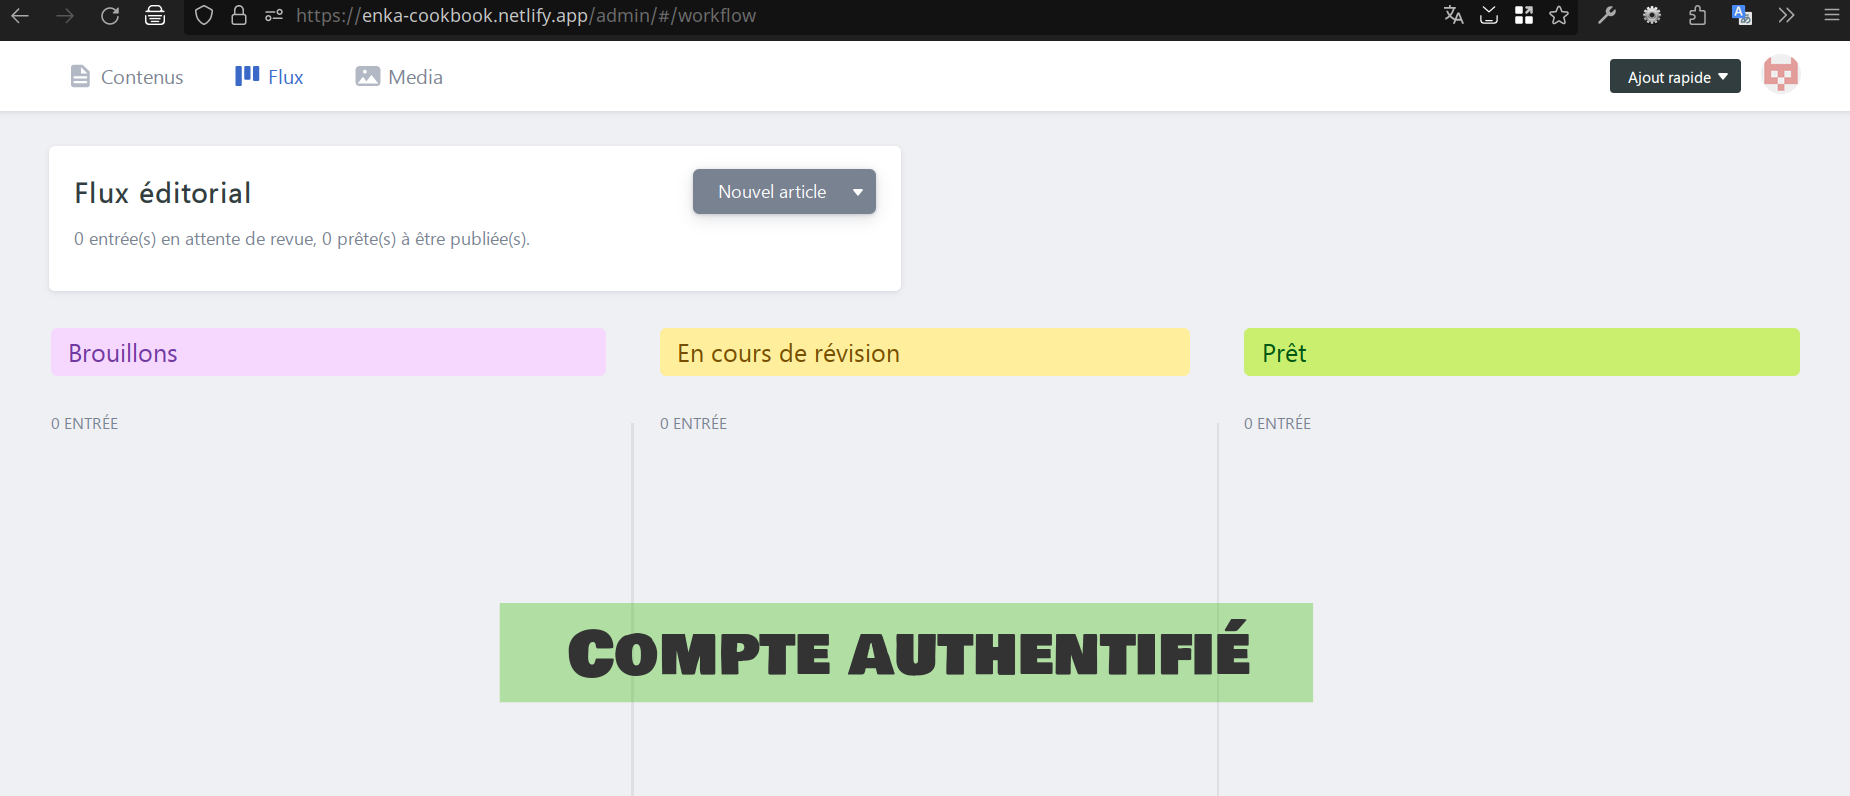 https://enka-cookbook.netlify.app/admin/#/workflow
Contenus
Flux
Media
Ajout rapide
Flux éditorial
Nouvel article
0 entrée(s) en attente de revue, 0 prête(s) à être publiée(s).
Brouillons
En cours de révision
Prêt
0 ENTRÉE
0 ENTRÉE
0 ENTRÉE
COMPTE AUTHENTIFIÉ